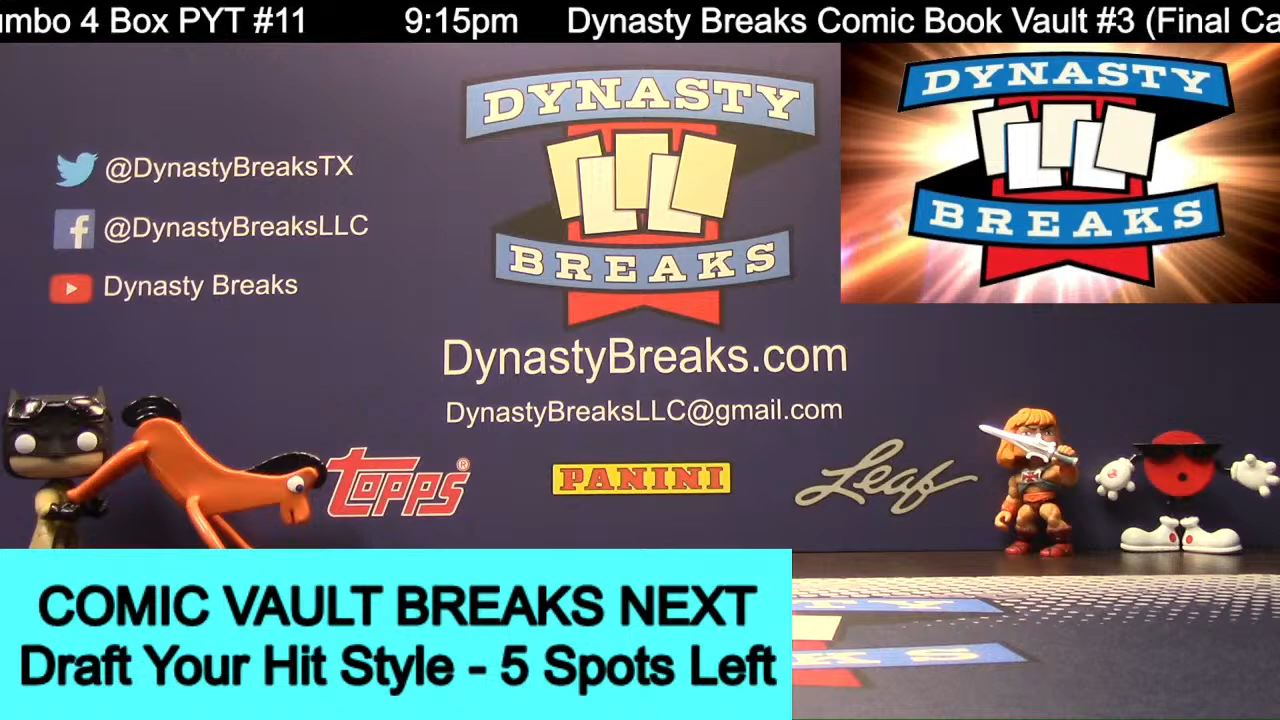 umbo 4 Box PYT #11 9:15pm Dynasty Breaks Comic Book Vault #3 (Final Ca
DYNASTY
BREAKS
DYNASTY
BREAKS
@DynastyBreaksTX
@DynastyBreaksLLC
Dynasty Breaks
DynastyBreaks.com
DynastyBreaksLLC@gmail.com
TOPPS®
PANINI
Leaf
COMIC VAULT BREAKS NEXT
Draft Your Hit Style - 5 Spots Left